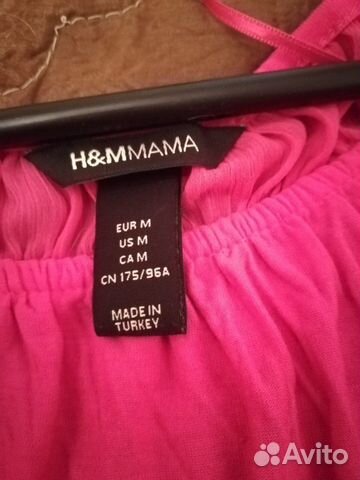 H&MMAMA
EUR M
US M
CA M
CN 175/96A
MADE IN
TURKEY
Avito